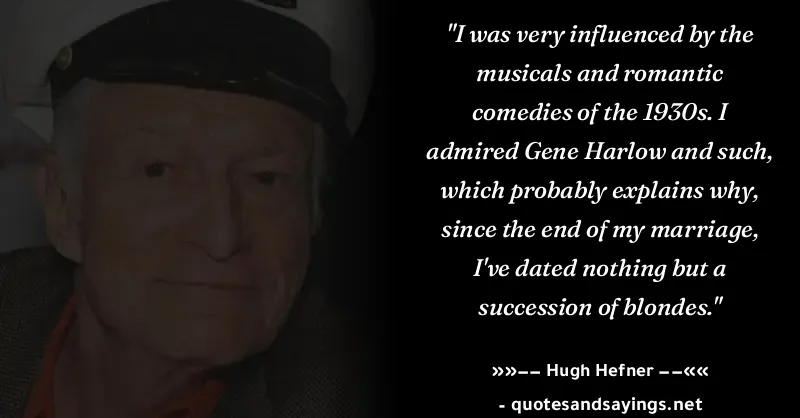 "I was very influenced by the
musicals and romantic
comedies of the 1930s. I
admired Gene Harlow and such,
which probably explains why,
since the end of my marriage,
I've dated nothing but a
succession of blondes."
»»−− Hugh Hefner −−««
- quotesandsayings.net